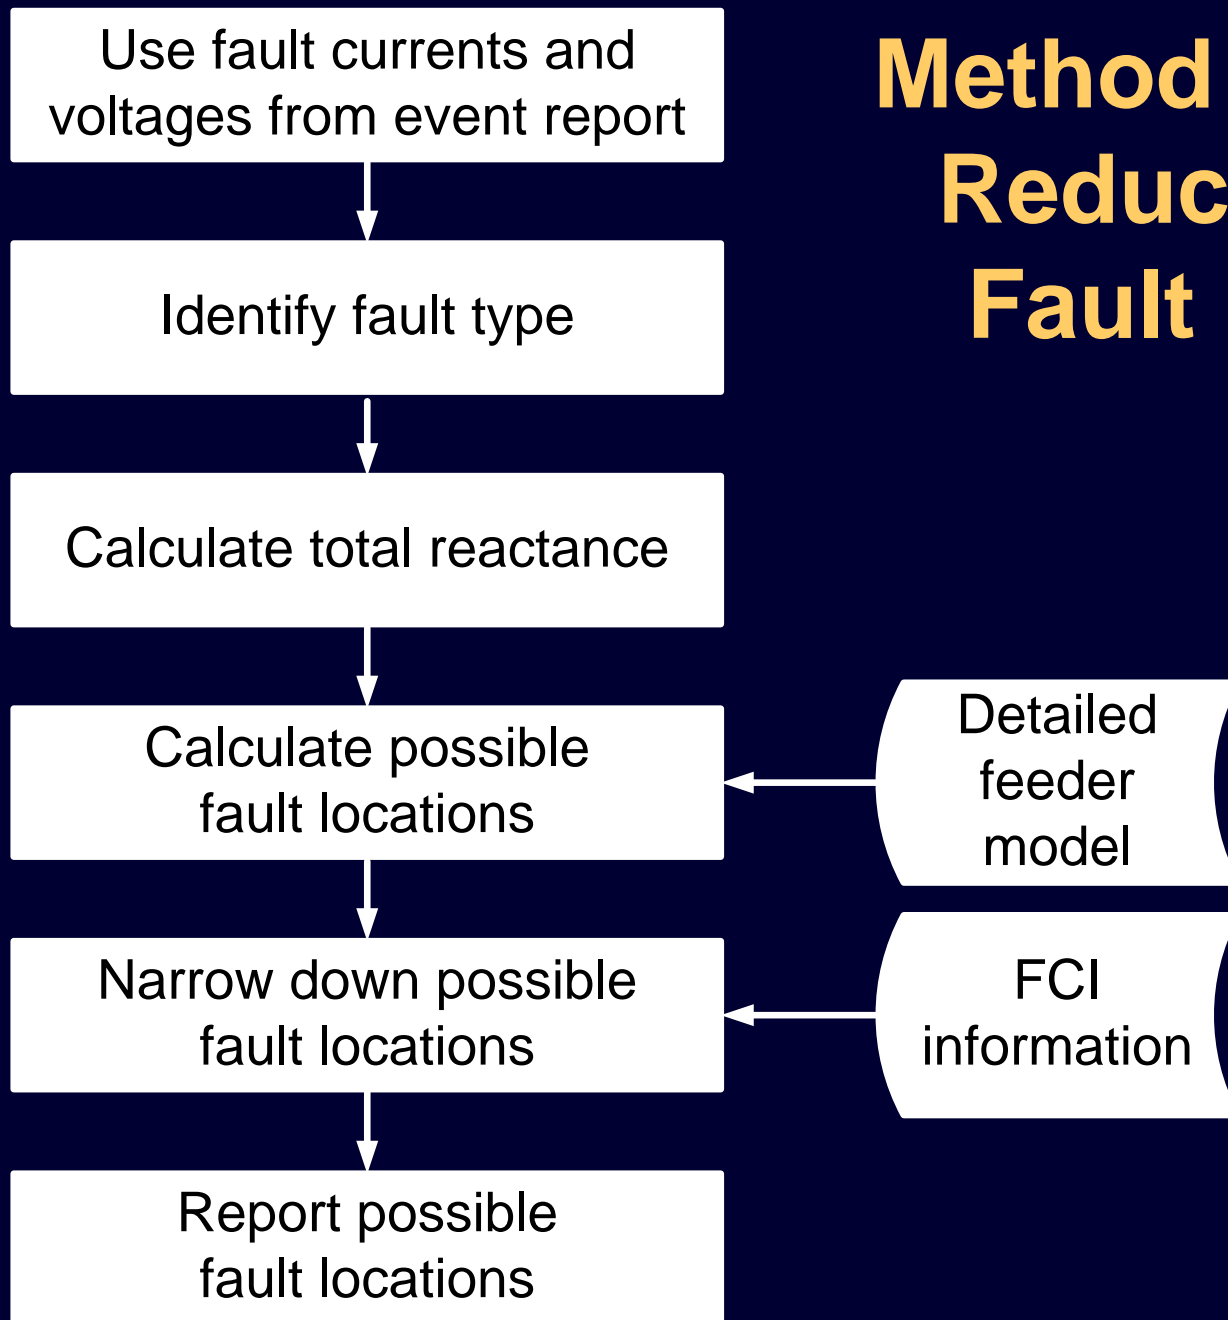 Use fault currents and
voltages from event report
Method
Reduc
Fault
Identify fault type
Calculate total reactance
Calculate possible
fault locations
Detailed
feeder
model
Narrow down possible
fault locations
FCI
information
Report possible
fault locations